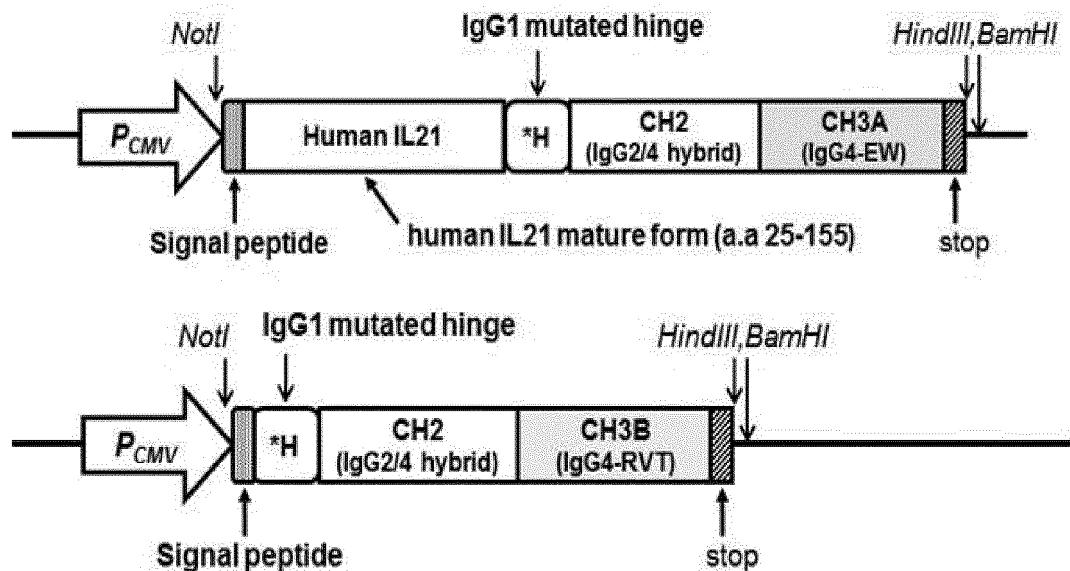 IgG1 mutated hinge
NotI
HindIII,BamHI
PCMV
Human IL21
*H
CH2
(IgG2/4 hybrid)
CH3A
(IgG4-EW)
Signal peptide
human IL21 mature form (a.a 25-155)
stop
IgG1 mutated hinge
NotI
HindIII,BamHI
PCMV
*H
CH2
(IgG2/4 hybrid)
CH3B
(IgG4-RVT)
Signal peptide
stop